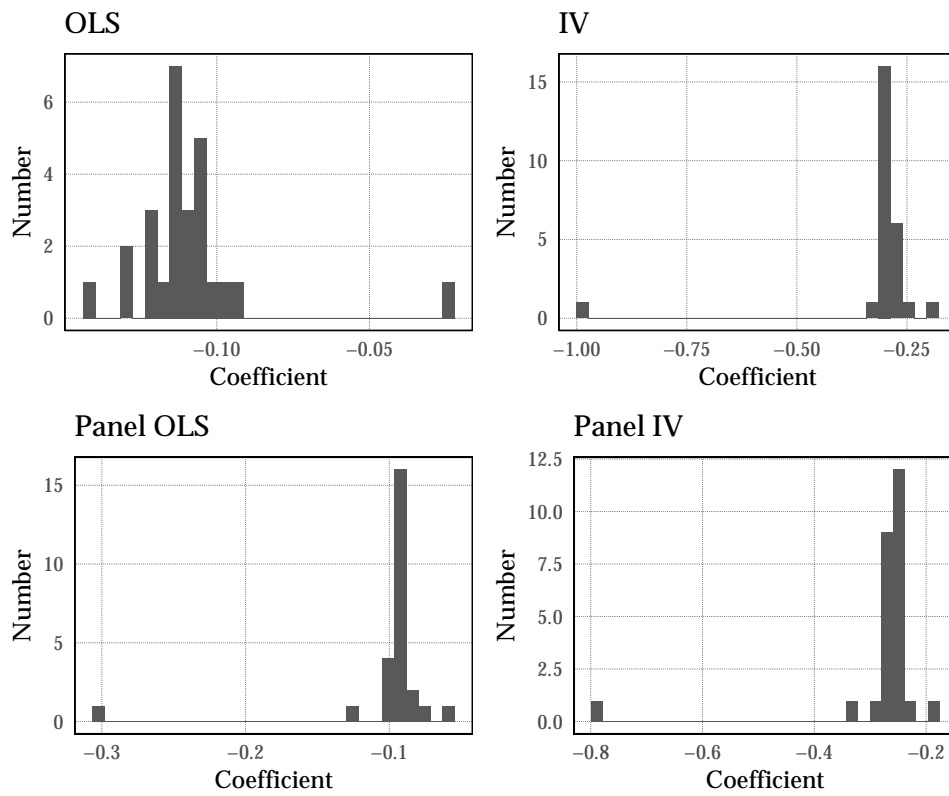 OLS
Number
6
4
2
0
−0.10 −0.05
Coefficient
IV
Number
15
10
5
0
−1.00 −0.75 −0.50 −0.25
Coefficient
Panel OLS
Number
15
10
5
0
−0.3 −0.2 −0.1
Coefficient
Panel IV
Number
12.5
10.0
7.5
5.0
2.5
0.0
−0.8 −0.6 −0.4 −0.2
Coefficient